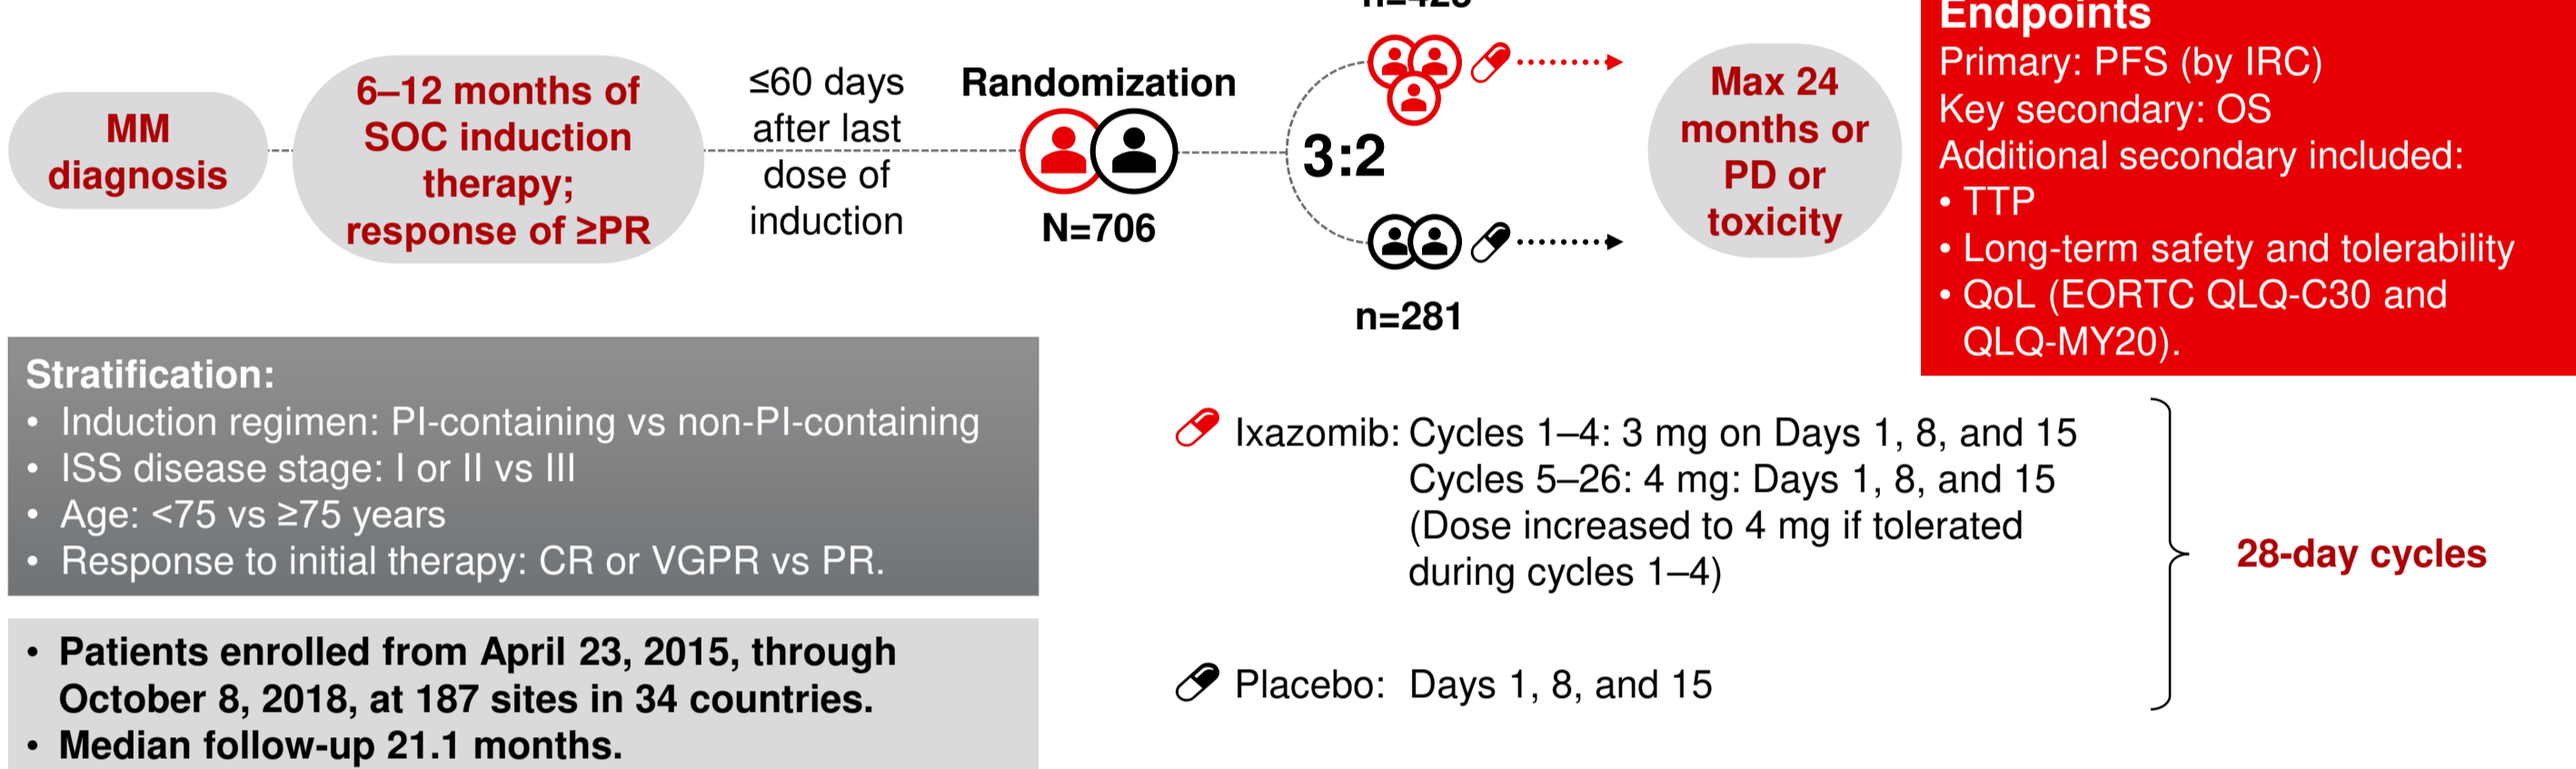 MM
diagnosis
6–12 months of
SOC induction
therapy;
response of ≥PR
≤60 days
after last
dose of
induction
Randomization
N=706
3:2
n=425
n=281
Max 24
months or
PD or
toxicity
Endpoints
Primary: PFS (by IRC)
Key secondary: OS
Additional secondary included:
• TTP
• Long-term safety and tolerability
• QoL (EORTC QLQ-C30 and
QLQ-MY20).
Stratification:
• Induction regimen: PI-containing vs non-PI-containing
• ISS disease stage: I or II vs III
• Age: <75 vs ≥75 years
• Response to initial therapy: CR or VGPR vs PR.
• Patients enrolled from April 23, 2015, through
October 8, 2018, at 187 sites in 34 countries.
• Median follow-up 21.1 months.
Ixazomib: Cycles 1–4: 3 mg on Days 1, 8, and 15
Cycles 5–26: 4 mg: Days 1, 8, and 15
(Dose increased to 4 mg if tolerated
during cycles 1–4)
Placebo: Days 1, 8, and 15
28-day cycles